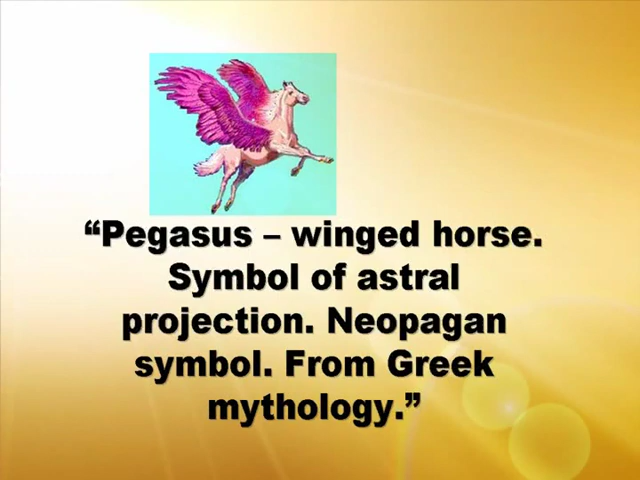 “Pegasus – winged horse.
Symbol of astral
projection. Neopagan
symbol. From Greek
mythology.”